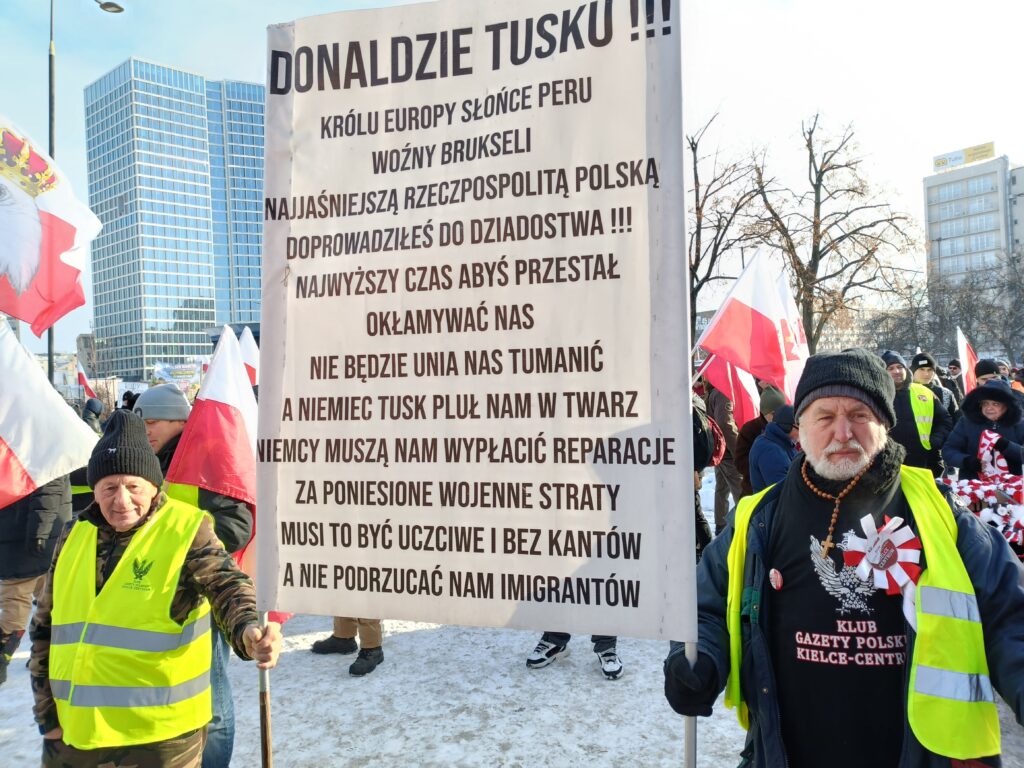 DONALDZIE TUSKU !!!
KRÓLU EUROPY SŁOŃCE PERU
WOŹNY BRUKSELI
NAJJAŚNIEJSZĄ RZECZPOSPOLITĄ POLSKĄ
DOPROWADZIŁEŚ DO DZIADOSTWA !!!
NAJWYŻSZY CZAS ABYŚ PRZESTAŁ
OKŁAMYWAĆ NAS
NIE BĘDZIE UNIA NAS TUMANIĆ
A NIEMIEC TUSK PLUŁ NAM W TWARZ
NIEMCY MUSZĄ NAM WYPŁACIĆ REPARACJE
ZA PONIESIONE WOJENNE STRATY
MUSI TO BYĆ UCZCIWE I BEZ KANTÓW
A NIE PODRZUCAĆ NAM IMIGRANTÓW
KLUB
GAZETY POLSKI
KIELCE-CENTR